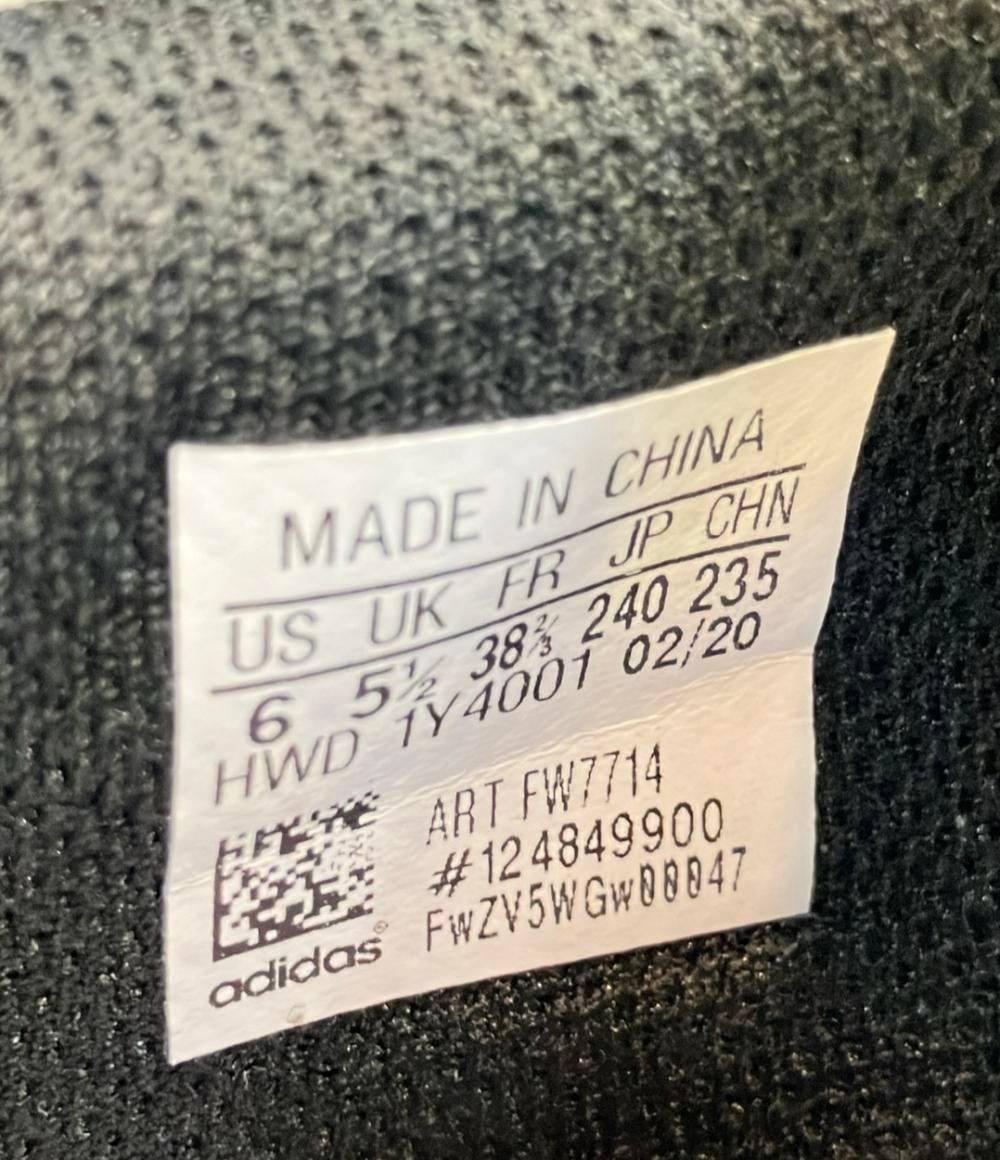 MADE IN CHINA
US UK FR JP CHN
6 5½ 38⅔ 240 235
HWD 1Y4001 02/20
ART FW7714
#124849900
FwZV5WGw00047
adidas®